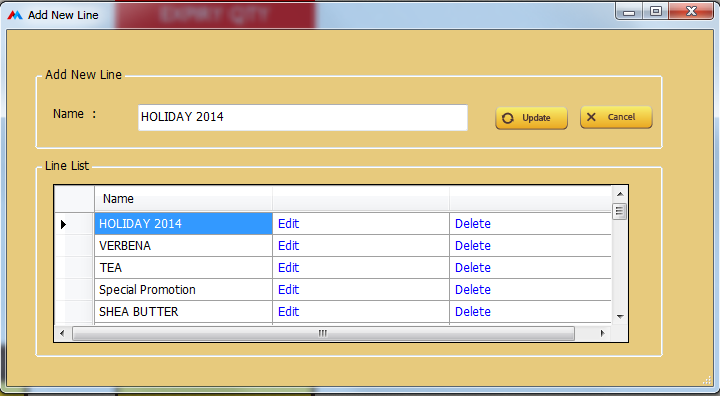 EXPIRY QTY
Add New Line
Add New Line
Name : HOLIDAY 2014 Update Cancel
Line List
Name
HOLIDAY 2014 Edit Delete
VERBENA Edit Delete
TEA Edit Delete
Special Promotion Edit Delete
SHEA BUTTER Edit Delete